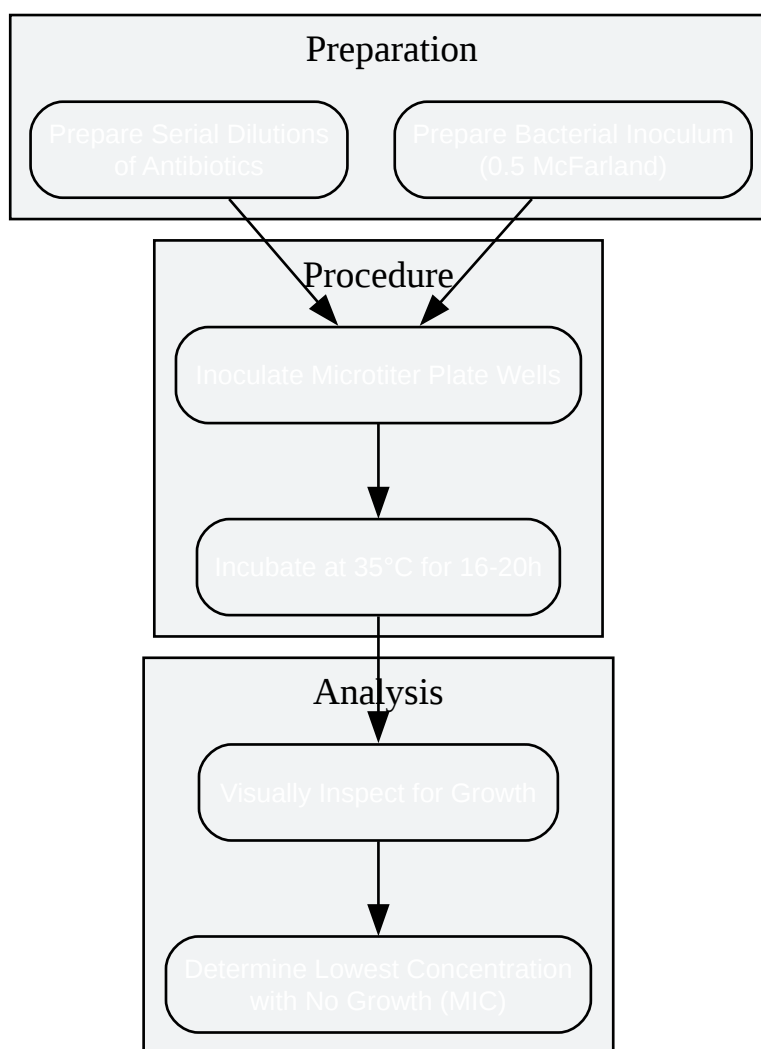 Preparation
Prepare Serial Dilutions
of Antibiotics
Prepare Bacterial Inoculum
(0.5 McFarland)
Procedure
Inoculate Microtiter Plate Wells
Incubate at 35°C for 16-20h
Analysis
Visually Inspect for Growth
Determine Lowest Concentration
with No Growth (MIC)